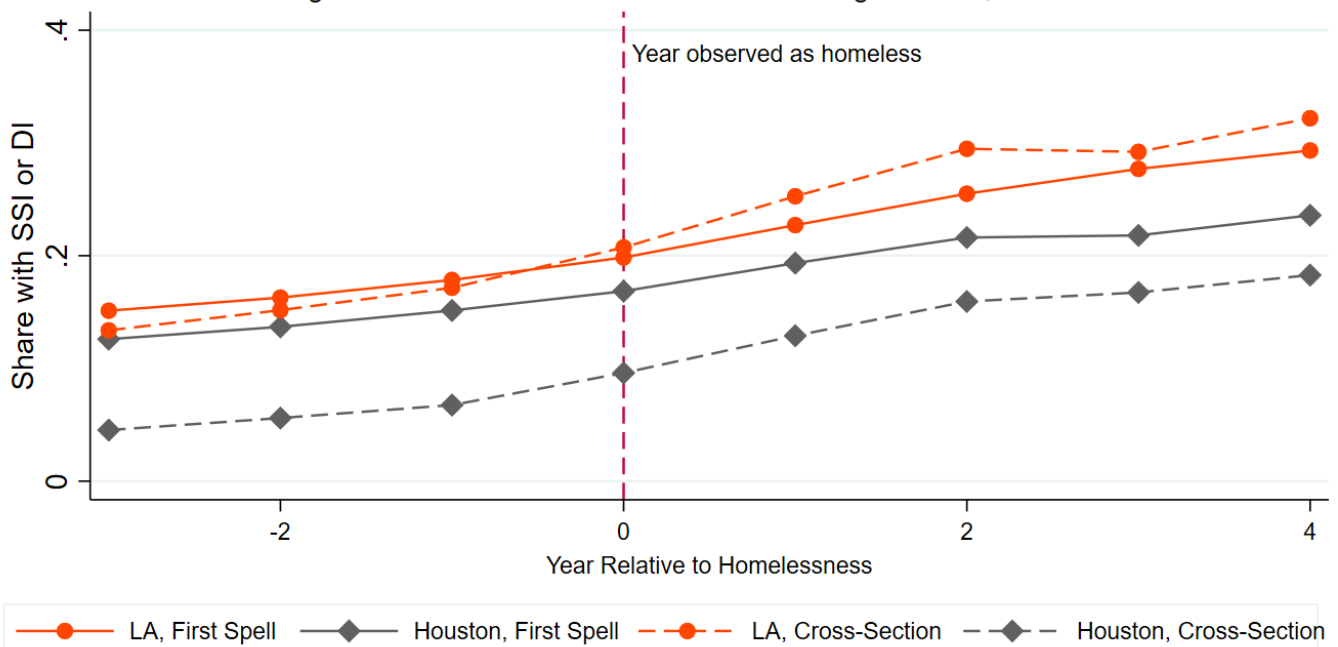 .4
Year observed as homeless
Share with SSI or DI
.2
0
-2
0
2
4
Year Relative to Homelessness
LA, First Spell
Houston, First Spell
LA, Cross-Section
Houston, Cross-Section